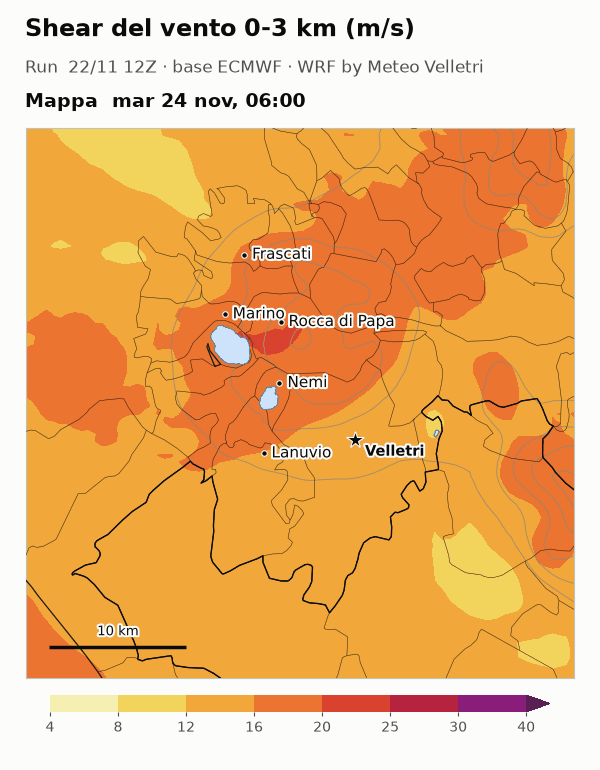 Shear del vento 0-3 km (m/s)
Run  22/11 12Z · base ECMWF · WRF by Meteo Velletri
Mappa  mar 24 nov, 06:00
Frascati
Marino
Rocca di Papa
Nemi
Velletri
Lanuvio
10 km
4 8 12 16 20 25 30 40